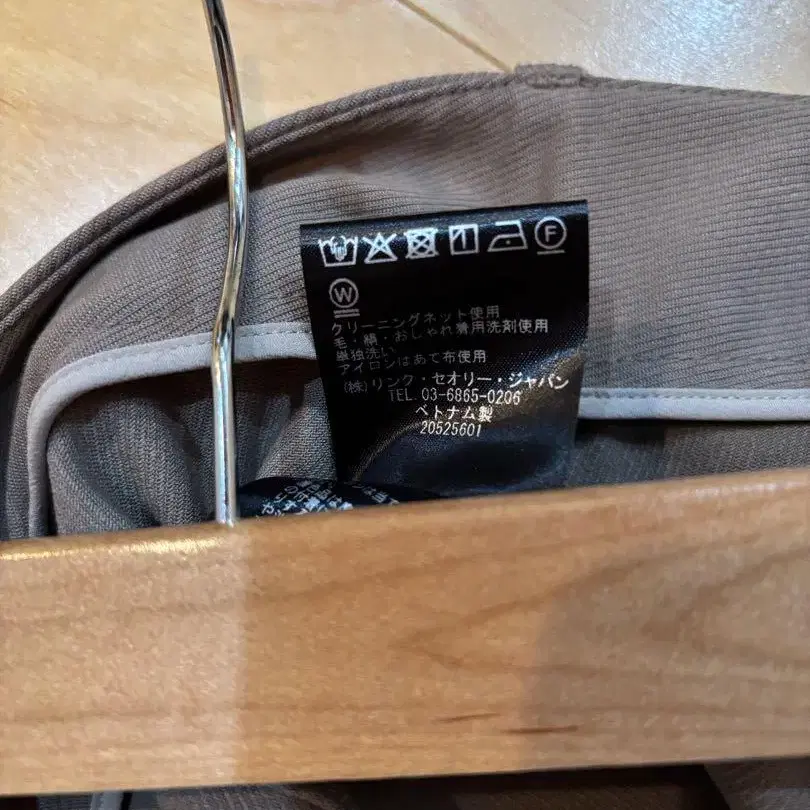 F
W
クリーニングネット使用
毛・絹・おしゃれ着用洗剤使用
単独洗い
アイロンはあて布使用
(株)リンク・セオリー・ジャパン
TEL. 03-6865-0206
ベトナム製
20525601